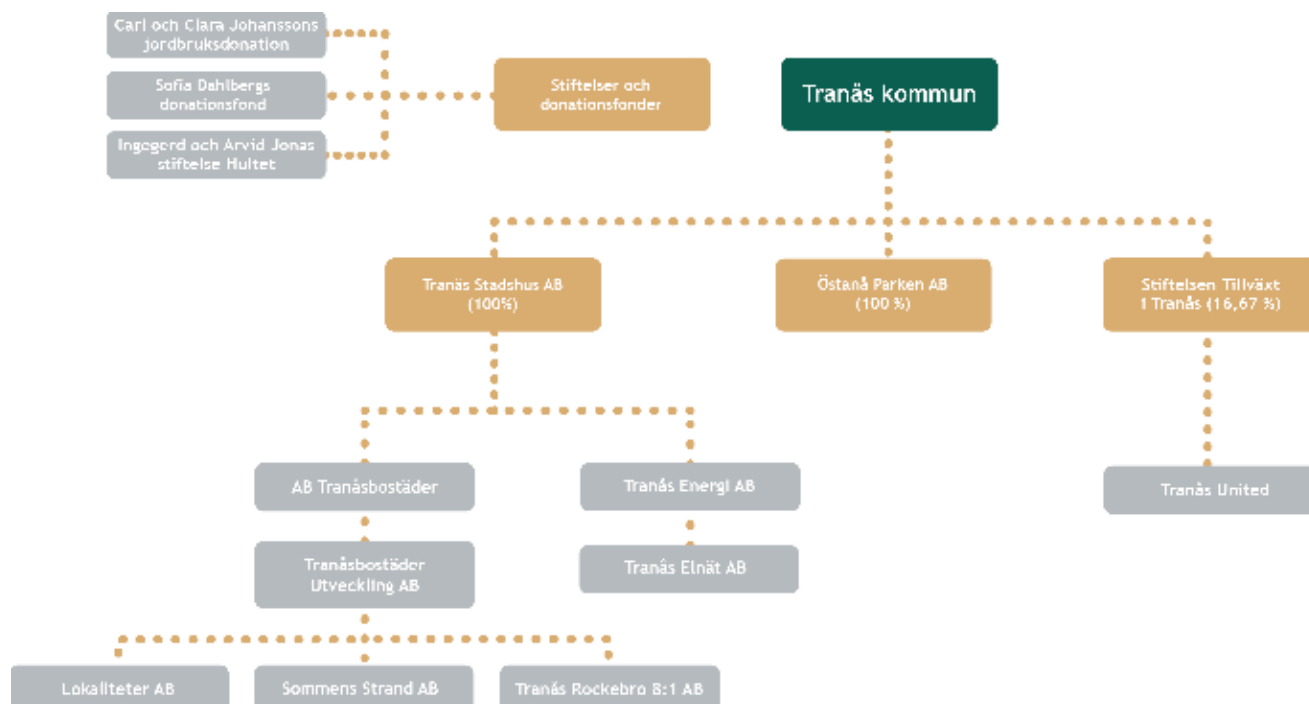 Carl och Clara Johanssons
jordbruksdonation
Sofia Dahlbergs
donationsfond
Ingegerd och Arvid Jonas
stiftelse Hultet
Stiftelser och
donationsfonder
Tranås kommun
Tranås Stadshus AB
(100%)
Östanå Parken AB
(100 %)
Stiftelsen Tillväxt
i Tranås (16,67 %)
AB Tranåsbostäder
Tranås Energi AB
Tranås United
Tranåsbostäder
Utveckling AB
Tranås Elnät AB
Lokaliteter AB
Sommens Strand AB
Tranås Rockebro 8:1 AB